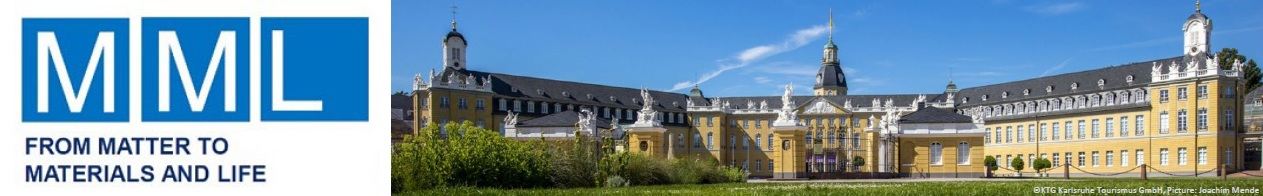 MML
FROM MATTER TO
MATERIALS AND LIFE
©KTG Karlsruhe Tourismus GmbH, Picture: Joachim Mende